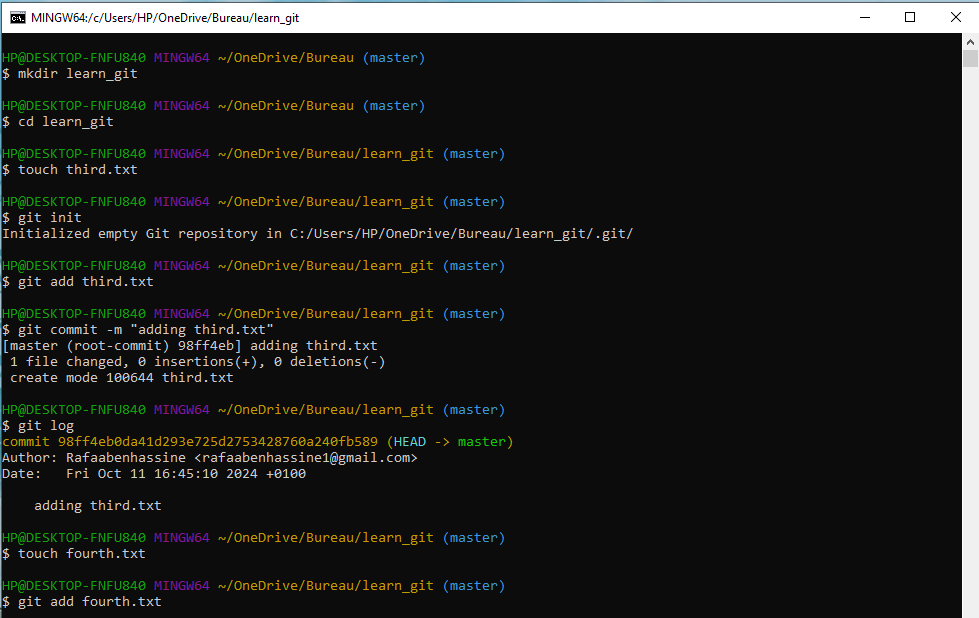 MINGW64:/c/Users/HP/OneDrive/Bureau/learn_git
HP@DESKTOP-FNFU840 MINGW64 ~/OneDrive/Bureau (master)
$ mkdir learn_git
HP@DESKTOP-FNFU840 MINGW64 ~/OneDrive/Bureau (master)
$ cd learn_git
HP@DESKTOP-FNFU840 MINGW64 ~/OneDrive/Bureau/learn_git (master)
$ touch third.txt
HP@DESKTOP-FNFU840 MINGW64 ~/OneDrive/Bureau/learn_git (master)
$ git init
Initialized empty Git repository in C:/Users/HP/OneDrive/Bureau/learn_git/.git/
HP@DESKTOP-FNFU840 MINGW64 ~/OneDrive/Bureau/learn_git (master)
$ git add third.txt
HP@DESKTOP-FNFU840 MINGW64 ~/OneDrive/Bureau/learn_git (master)
$ git commit -m "adding third.txt"
[master (root-commit) 98ff4eb] adding third.txt
 1 file changed, 0 insertions(+), 0 deletions(-)
 create mode 100644 third.txt
HP@DESKTOP-FNFU840 MINGW64 ~/OneDrive/Bureau/learn_git (master)
$ git log
commit 98ff4eb0da41d293e725d2753428760a240fb589 (HEAD -> master)
Author: Rafaabenhassine <rafaabenhassine1@gmail.com>
Date:   Fri Oct 11 16:45:10 2024 +0100
    adding third.txt
HP@DESKTOP-FNFU840 MINGW64 ~/OneDrive/Bureau/learn_git (master)
$ touch fourth.txt
HP@DESKTOP-FNFU840 MINGW64 ~/OneDrive/Bureau/learn_git (master)
$ git add fourth.txt